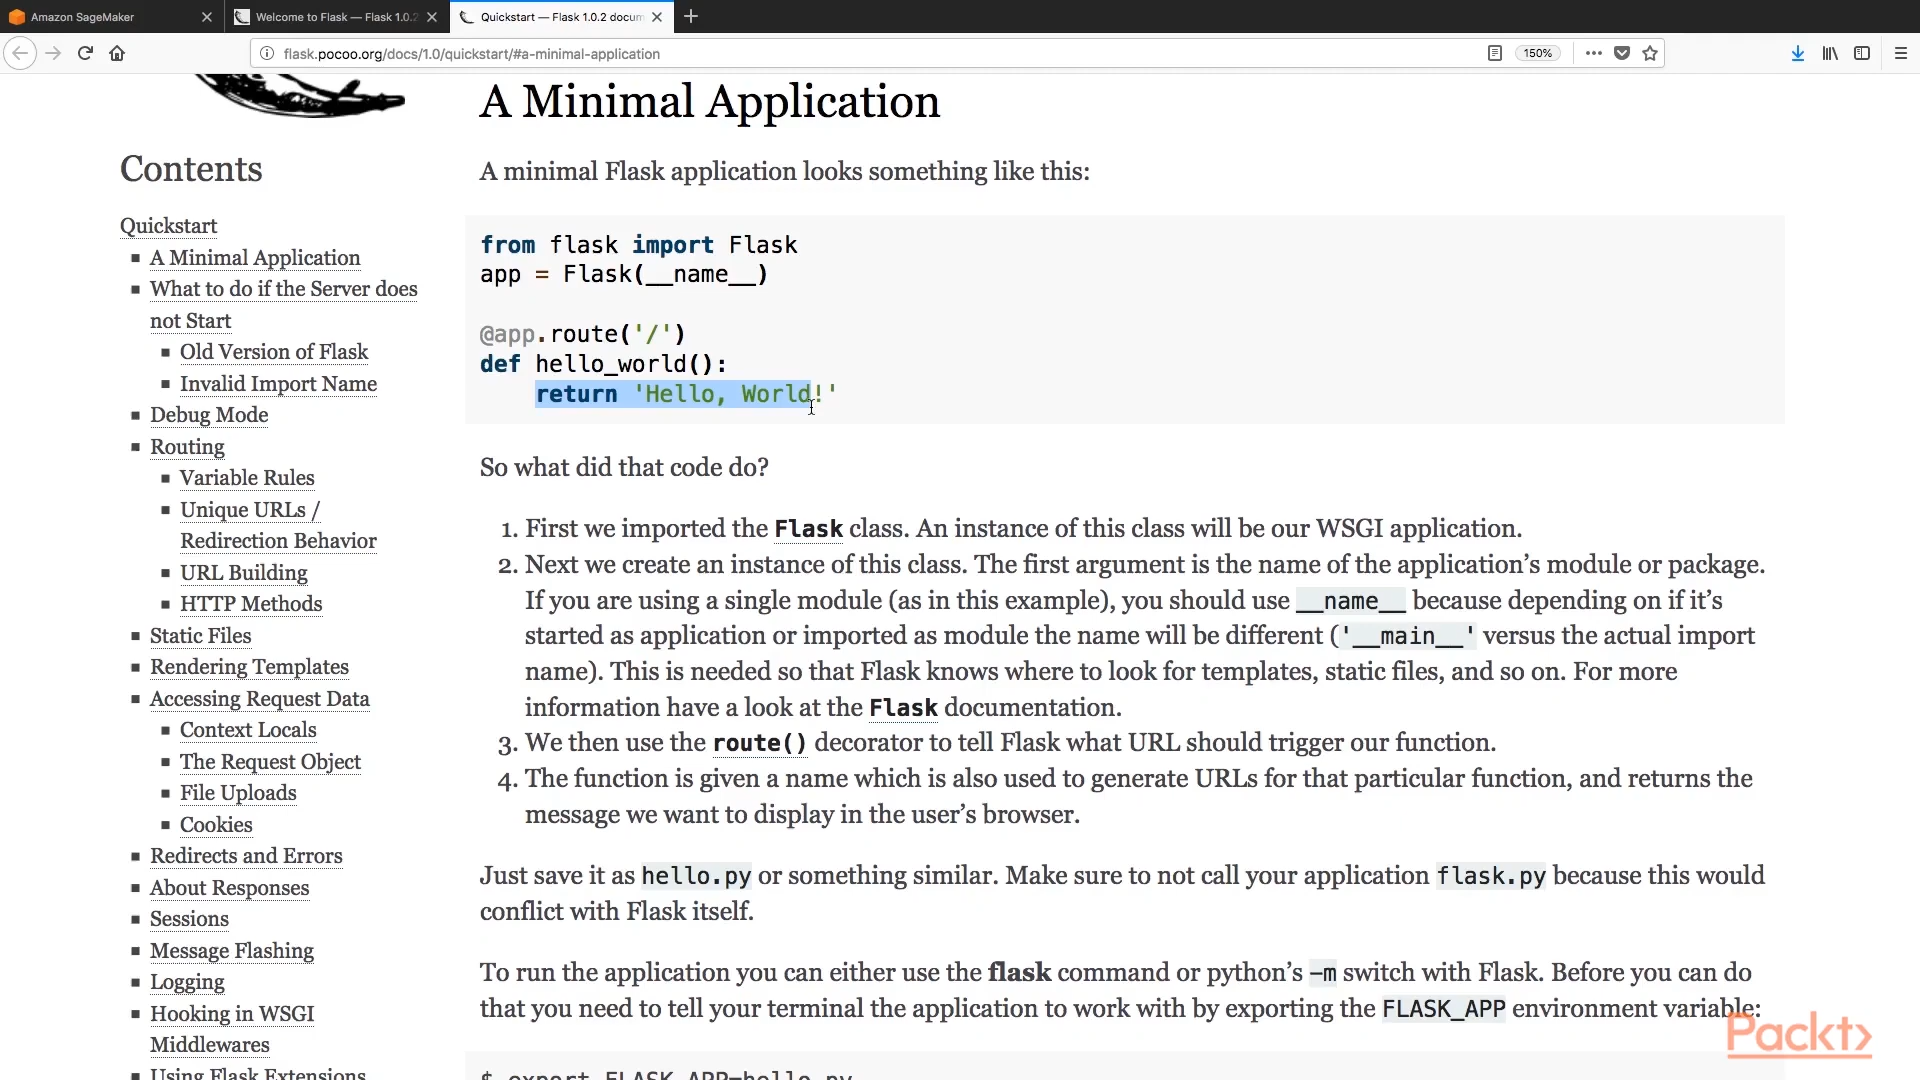 Amazon SageMaker
Welcome to Flask — Flask 1.0.2
Quickstart — Flask 1.0.2 docum
flask.pocoo.org/docs/1.0/quickstart/#a-minimal-application
150%
Contents
Quickstart
A Minimal Application
What to do if the Server does
not Start
Old Version of Flask
Invalid Import Name
Debug Mode
Routing
Variable Rules
Unique URLs /
Redirection Behavior
URL Building
HTTP Methods
Static Files
Rendering Templates
Accessing Request Data
Context Locals
The Request Object
File Uploads
Cookies
Redirects and Errors
About Responses
Sessions
Message Flashing
Logging
Hooking in WSGI
Middlewares
Using Flask Extensions
A Minimal Application
A minimal Flask application looks something like this:
from flask import Flask
app = Flask(__name__)
@app.route('/')
def hello_world():
    return 'Hello, World!'
So what did that code do?
1. First we imported the Flask class. An instance of this class will be our WSGI application.
2. Next we create an instance of this class. The first argument is the name of the application’s module or package.
If you are using a single module (as in this example), you should use __name__ because depending on if it’s
started as application or imported as module the name will be different ('__main__' versus the actual import
name). This is needed so that Flask knows where to look for templates, static files, and so on. For more
information have a look at the Flask documentation.
3. We then use the route() decorator to tell Flask what URL should trigger our function.
4. The function is given a name which is also used to generate URLs for that particular function, and returns the
message we want to display in the user’s browser.
Just save it as hello.py or something similar. Make sure to not call your application flask.py because this would
conflict with Flask itself.
To run the application you can either use the flask command or python’s -m switch with Flask. Before you can do
that you need to tell your terminal the application to work with by exporting the FLASK_APP environment variable:
$ export FLASK_APP=hello.py
Packt>